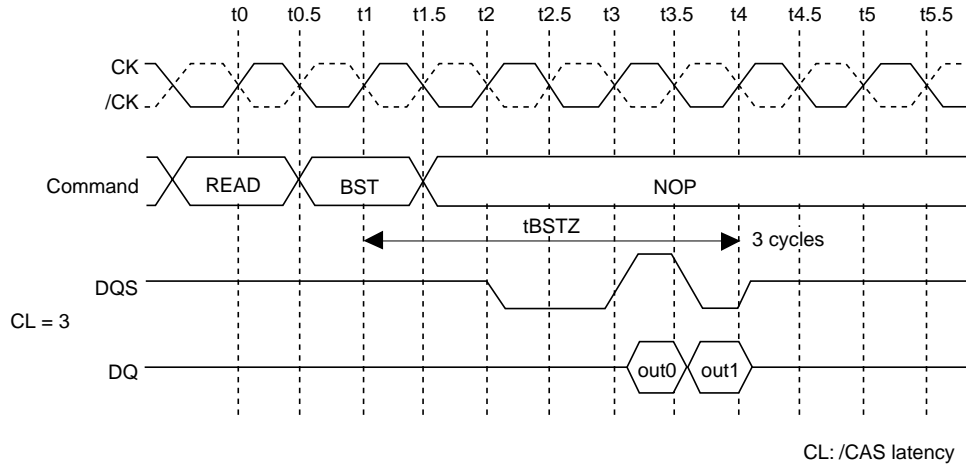 t0 t0.5 t1 t1.5 t2 t2.5 t3 t3.5 t4 t4.5 t5 t5.5
CK
/CK
Command READ BST NOP
tBSTZ 3 cycles
DQS
CL = 3
DQ out0 out1
CL: /CAS latency